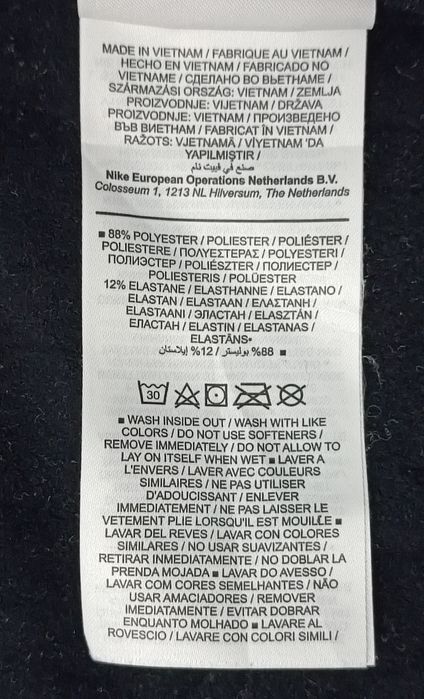 MADE IN VIETNAM / FABRIQUE AU VIETNAM /
HECHO EN VIETNAM / FABRICADO NO
VIETNAME / СДЕЛАНО ВО ВЬЕТНАМЕ /
SZÁRMAZÁSI ORSZÁG: VIETNAM / ZEMLJA
PROIZVODNJE: VIJETNAM / DRŽAVA
PROIZVODNJE: VIETNAM / ПРОИЗВЕДЕНО
ВЪВ ВИЕТНАМ / FABRICAT ÎN VIETNAM /
RAŽOTS: VJETNAMĀ / VİYETNAM 'DA
YAPILMIŞTIR /
صنع في فييت نام
Nike European Operations Netherlands B.V.
Colosseum 1, 1213 NL Hilversum, The Netherlands
■ 88% POLYESTER / POLIESTER / POLIÉSTER /
POLIESTERE / ΠΟΛΥΕΣΤΕΡΑΣ / POLYESTERI /
ПОЛИЭСТЕР / POLIÉSZTER / ПОЛИЕСТЕР /
POLIESTERIS / POLÜESTER
12% ELASTANE / ELASTHANNE / ELASTANO /
ELASTAN / ELASTAAN / ΕΛΑΣΤΑΝΗ /
ELASTAANI / ЭЛАСТАН / ELASZTÁN /
ЕЛАСТАН / ELASTIN / ELASTANAS /
ELASTĀNS•
■ 88% بوليستر / 12% إيلاستان
30
■ WASH INSIDE OUT / WASH WITH LIKE
COLORS / DO NOT USE SOFTENERS /
REMOVE IMMEDIATELY / DO NOT ALLOW TO
LAY ON ITSELF WHEN WET ■ LAVER A
L'ENVERS / LAVER AVEC COULEURS
SIMILAIRES / NE PAS UTILISER
D'ADOUCISSANT / ENLEVER
IMMEDIATEMENT / NE PAS LAISSER LE
VETEMENT PLIE LORSQU'IL EST MOUILLE ■
LAVAR DEL REVES / LAVAR CON COLORES
SIMILARES / NO USAR SUAVIZANTES /
RETIRAR INMEDIATAMENTE / NO DOBLAR LA
PRENDA MOJADA ■ LAVAR DO AVESSO /
LAVAR COM CORES SEMELHANTES / NÃO
USAR AMACIADORES / REMOVER
IMEDIATAMENTE / EVITAR DOBRAR
ENQUANTO MOLHADO ■ LAVARE AL
ROVESCIO / LAVARE CON COLORI SIMILI /